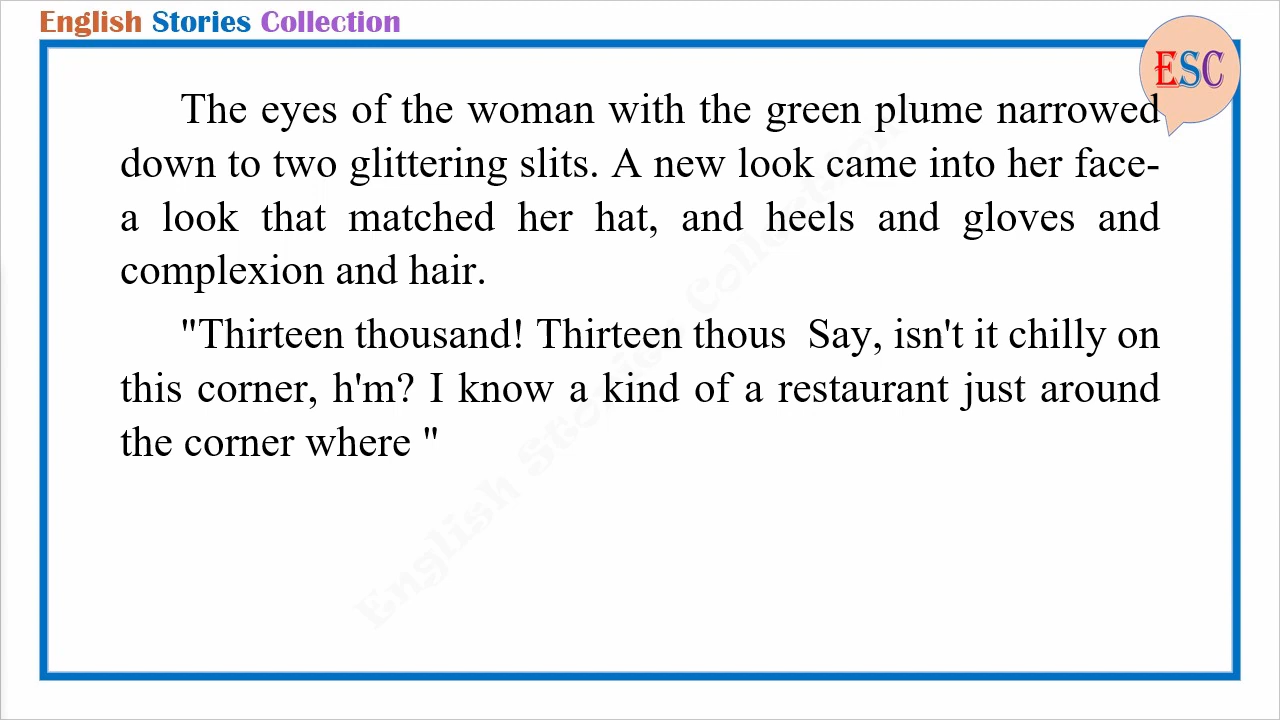 English Stories Collection
ESC
The eyes of the woman with the green plume narrowed
down to two glittering slits. A new look came into her face-
a look that matched her hat, and heels and gloves and
complexion and hair.
"Thirteen thousand! Thirteen thous  Say, isn't it chilly on
this corner, h'm? I know a kind of a restaurant just around
the corner where "
English Stories Collection